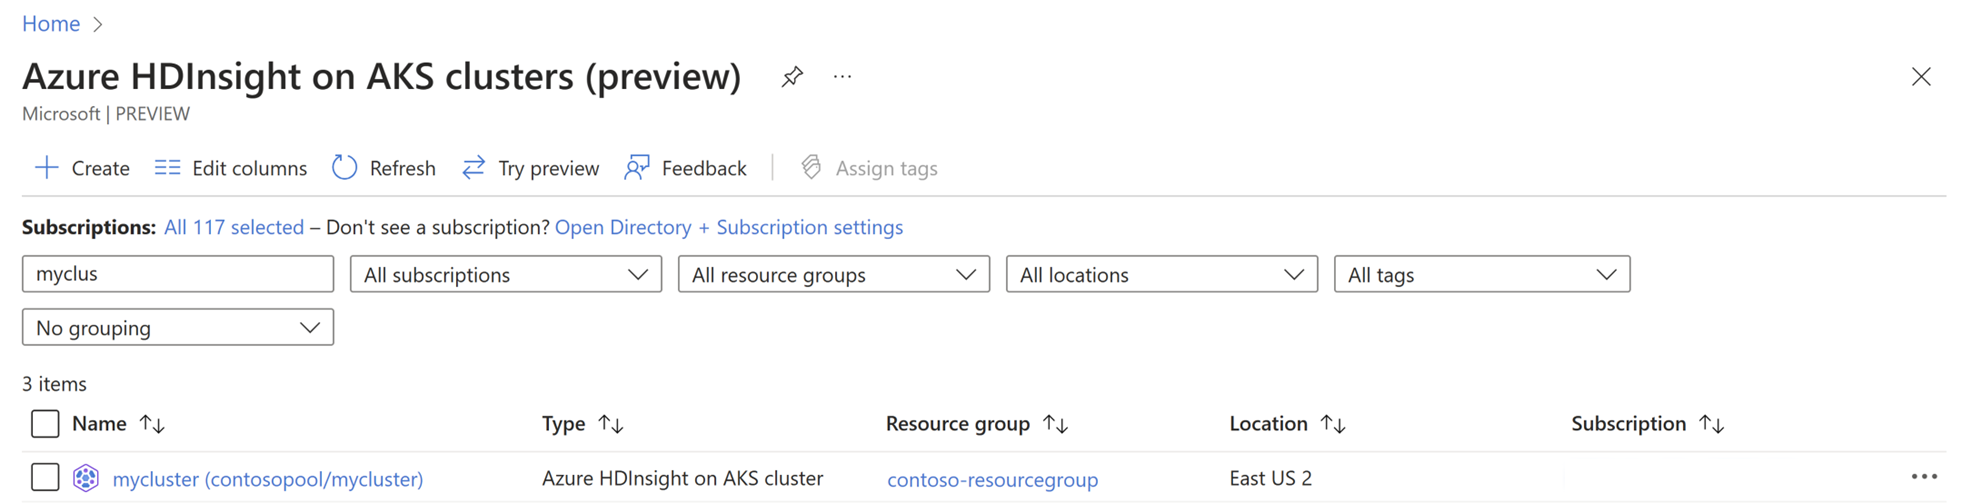 Home
Azure HDInsight on AKS clusters (preview)
Microsoft | PREVIEW
Create Edit columns Refresh Try preview Feedback Assign tags
Subscriptions: All 117 selected – Don't see a subscription? Open Directory + Subscription settings
myclus All subscriptions All resource groups All locations All tags
No grouping
3 items
Name Type Resource group Location Subscription
mycluster (contosopool/mycluster) Azure HDInsight on AKS cluster contoso-resourcegroup East US 2